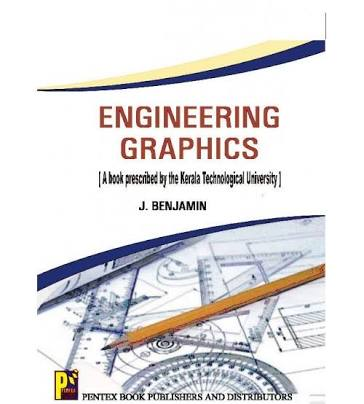 ENGINEERING
GRAPHICS
[ A book prescribed by the Kerala Technological University ]
J. BENJAMIN
PENTEX BOOK PUBLISHERS AND DISTRIBUTORS